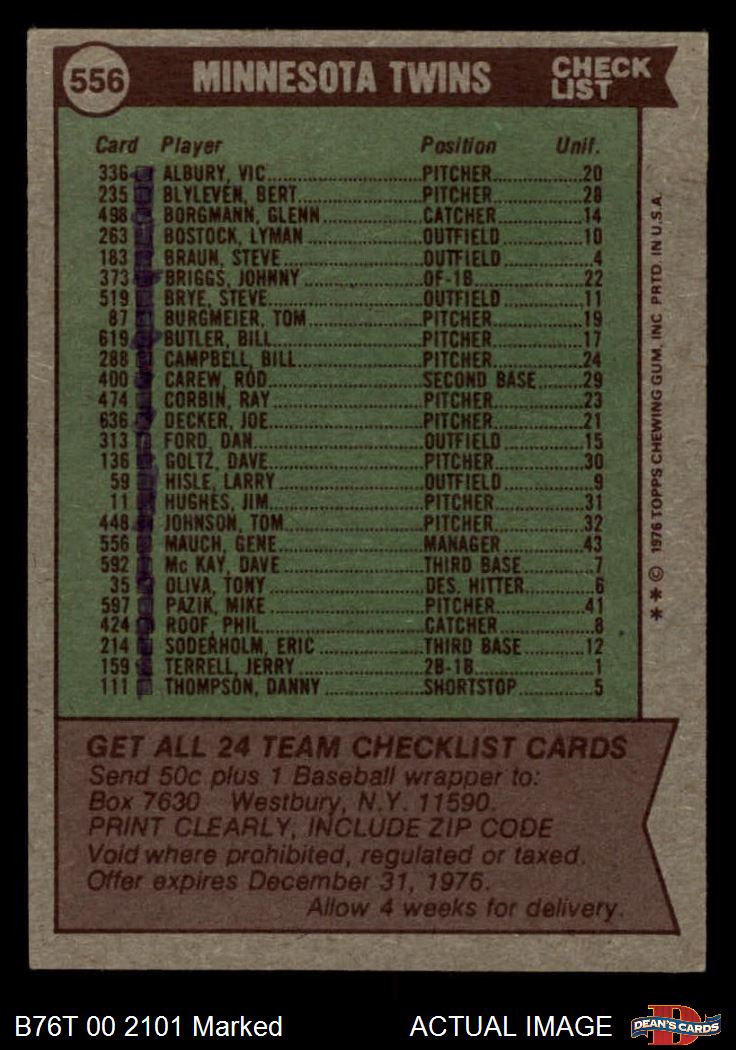 556 MINNESOTA TWINS CHECK LIST
Card Player Position Unif.
336 ALBURY, VIC PITCHER 20
235 BLYLEVEN, BERT PITCHER 28
498 BORGMANN, GLENN CATCHER 14
263 BOSTOCK, LYMAN OUTFIELD 10
183 BRAUN, STEVE OUTFIELD 4
373 BRIGGS, JOHNNY OF-1B 22
519 BRYE, STEVE OUTFIELD 11
87 BURGMEIER, TOM PITCHER 19
619 BUTLER, BILL PITCHER 17
288 CAMPBELL, BILL PITCHER 24
400 CAREW, ROD SECOND BASE 29
474 CORBIN, RAY PITCHER 23
636 DECKER, JOE PITCHER 21
313 FORD, DAN OUTFIELD 15
136 GOLTZ, DAVE PITCHER 30
59 HISLE, LARRY OUTFIELD 9
11 HUGHES, JIM PITCHER 31
448 JOHNSON, TOM PITCHER 32
556 MAUCH, GENE MANAGER 43
592 Mc KAY, DAVE THIRD BASE 7
35 OLIVA, TONY DES. HITTER 6
597 PAZIK, MIKE PITCHER 41
424 ROOF, PHIL CATCHER 8
214 SODERHOLM, ERIC THIRD BASE 12
159 TERRELL, JERRY 2B-1B 1
111 THOMPSON, DANNY SHORTSTOP 5
GET ALL 24 TEAM CHECKLIST CARDS
Send 50c plus 1 Baseball wrapper to:
Box 7630 Westbury, N.Y. 11590.
PRINT CLEARLY, INCLUDE ZIP CODE
Void where prohibited, regulated or taxed.
Offer expires December 31, 1976.
Allow 4 weeks for delivery.
** © 1976 TOPPS CHEWING GUM, INC. PRTD. IN U.S.A.
B76T 00 2101 Marked ACTUAL IMAGE DEAN'S CARDS